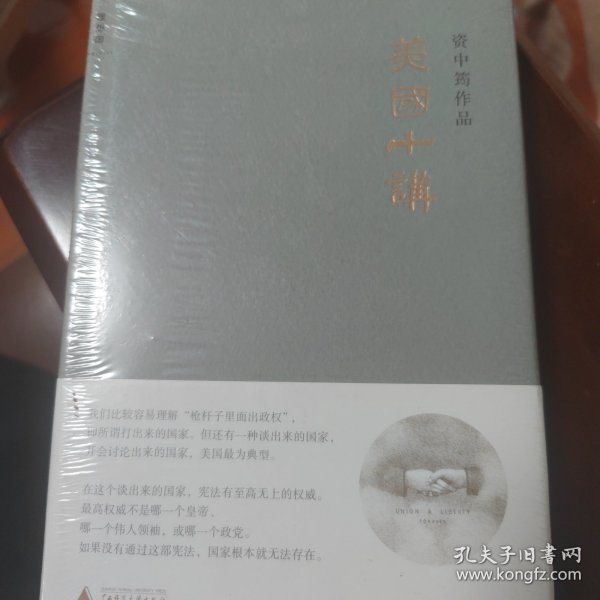 理想国
资中筠作品
美國十講
我们比较容易理解“枪杆子里面出政权”，
即所谓打出来的国家。但还有一种谈出来的国家，
开会讨论出来的国家，美国最为典型。
在这个谈出来的国家，宪法有至高无上的权威。
最高权威不是哪一个皇帝、
哪一个伟人领袖，或哪一个政党。
如果没有通过这部宪法，国家根本就无法存在。
UNION & LIBERTY
FOREVER
孔夫子旧书网
www.kongfz.com